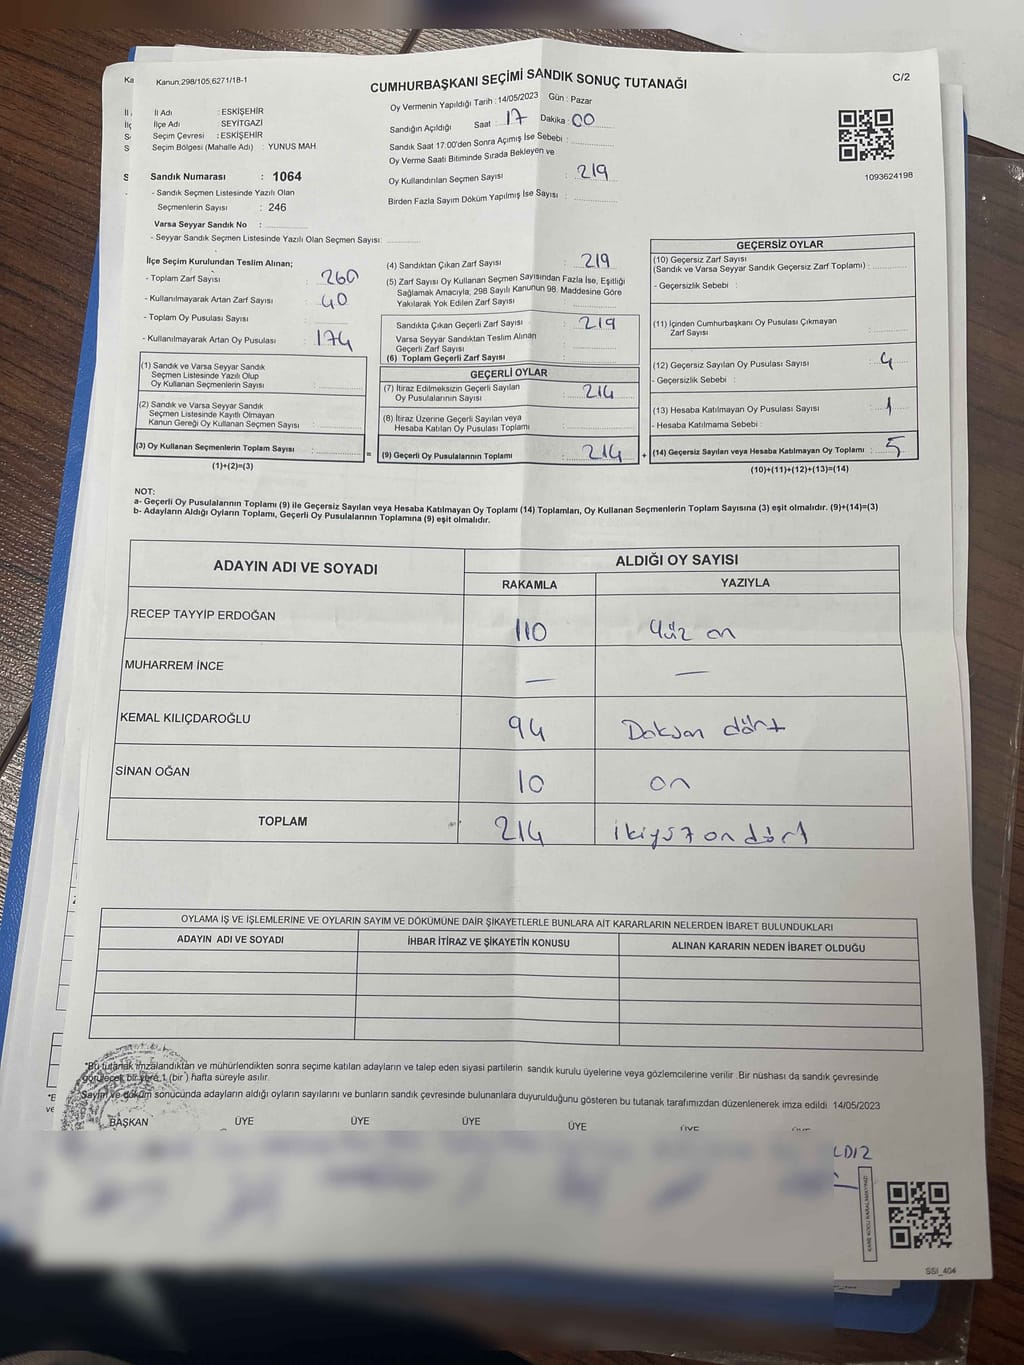 Kanun,298/105,6271/18-1
CUMHURBAŞKANI SEÇİMİ SANDIK SONUÇ TUTANAĞI
C/2
İl Adı : ESKİŞEHİR
İlçe Adı : SEYİTGAZİ
Seçim Çevresi : ESKİŞEHİR
Seçim Bölgesi (Mahalle Adı) : YUNUS MAH.
Oy Vermenin Yapıldığı Tarih : 14/05/2023 Gün : Pazar
Sandığın Açıldığı Saat : 17 Dakika : 00
Sandık Saat 17:00'den Sonra Açımış İse Sebebi :
Oy Verme Saati Bitiminde Sırada Bekleyen ve
Oy Kullandırılan Seçmen Sayısı : 219
Birden Fazla Sayım Döküm Yapılmış İse Sayısı :
1093624198
Sandık Numarası : 1064
- Sandık Seçmen Listesinde Yazılı Olan
Seçmenlerin Sayısı : 246
Varsa Seyyar Sandık No :
- Seyyar Sandık Seçmen Listesinde Yazılı Olan Seçmen Sayısı:
İlçe Seçim Kurulundan Teslim Alınan;
- Toplam Zarf Sayısı : 260
- Kullanılmayarak Artan Zarf Sayısı : 40
- Toplam Oy Pusulası Sayısı :
- Kullanılmayarak Artan Oy Pusulası : 174
(1) Sandık ve Varsa Seyyar Sandık
Seçmen Listesinde Yazılı Olup
Oy Kullanan Seçmenlerin Sayısı :
(2) Sandık ve Varsa Seyyar Sandık
Seçmen Listesinde Kayıtlı Olmayan
Kanun Gereği Oy Kullanan Seçmen Sayısı :
(3) Oy Kullanan Seçmenlerin Toplam Sayısı :
(1)+(2)=(3)
=
(4) Sandıktan Çıkan Zarf Sayısı : 219
(5) Zarf Sayısı Oy Kullanan Seçmen Sayısından Fazla İse, Eşitliği
Sağlamak Amacıyla, 298 Sayılı Kanunun 98. Maddesine Göre
Yakılarak Yok Edilen Zarf Sayısı :
Sandıkta Çıkan Geçerli Zarf Sayısı : 219
Varsa Seyyar Sandıktan Teslim Alınan
Geçerli Zarf Sayısı :
(6) Toplam Geçerli Zarf Sayısı :
GEÇERLİ OYLAR
(7) İtiraz Edilmeksizin Geçerli Sayılan
Oy Pusulalarının Sayısı : 214
(8) İtiraz Üzerine Geçerli Sayılan veya
Hesaba Katılan Oy Pusulası Toplamı :
(9) Geçerli Oy Pusulalarının Toplamı : 214
+
GEÇERSİZ OYLAR
(10) Geçersiz Zarf Sayısı
(Sandık ve Varsa Seyyar Sandık Geçersiz Zarf Toplamı) :
- Geçersizlik Sebebi :
(11) İçinden Cumhurbaşkanı Oy Pusulası Çıkmayan
Zarf Sayısı :
(12) Geçersiz Sayılan Oy Pusulası Sayısı : 4
- Geçersizlik Sebebi :
(13) Hesaba Katılmayan Oy Pusulası Sayısı : 1
- Hesaba Katılmama Sebebi :
(14) Geçersiz Sayılan veya Hesaba Katılmayan Oy Toplamı : 5
(10)+(11)+(12)+(13)=(14)
NOT:
a- Geçerli Oy Pusulalarının Toplamı (9) ile Geçersiz Sayılan veya Hesaba Katılmayan Oy Toplamı (14) Toplamları, Oy Kullanan Seçmenlerin Toplam Sayısına (3) eşit olmalıdır. (9)+(14)=(3)
b- Adayların Aldığı Oyların Toplamı, Geçerli Oy Pusulalarının Toplamına (9) eşit olmalıdır.
ADAYIN ADI VE SOYADI ALDIĞI OY SAYISI
RAKAMLA YAZIYLA
RECEP TAYYİP ERDOĞAN 110 Yüz on
MUHARREM İNCE — —
KEMAL KILIÇDAROĞLU 94 Doksan dört
SİNAN OĞAN 10 on
TOPLAM 214 ikiyüz on dört
OYLAMA İŞ VE İŞLEMLERİNE VE OYLARIN SAYIM VE DÖKÜMÜNE DAİR ŞİKAYETLERLE BUNLARA AİT KARARLARIN NELERDEN İBARET BULUNDUKLARI
ADAYIN ADI VE SOYADI İHBAR İTİRAZ VE ŞİKAYETİN KONUSU ALINAN KARARIN NEDEN İBARET OLDUĞU
*Bu tutanak imzalandıktan ve mühürlendikten sonra seçime katılan adayların ve talep eden siyasi partilerin sandık kurulu üyelerine veya gözlemcilerine verilir .Bir nüshası da sandık çevresinde
görülecek bir yere 1 (bir ) hafta süreyle asılır.
*Sayım ve döküm sonucunda adayların aldığı oyların sayılarını ve bunların sandık çevresinde bulunanlara duyurulduğunu gösteren bu tutanak tarafımızdan düzenlenerek imza edildi 14/05/2023
BAŞKAN ÜYE ÜYE ÜYE ÜYE ÜYE
SSI_404